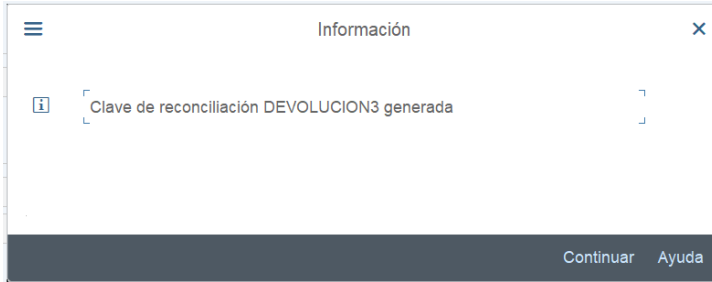 Información
Clave de reconciliación DEVOLUCION3 generada
Continuar Ayuda